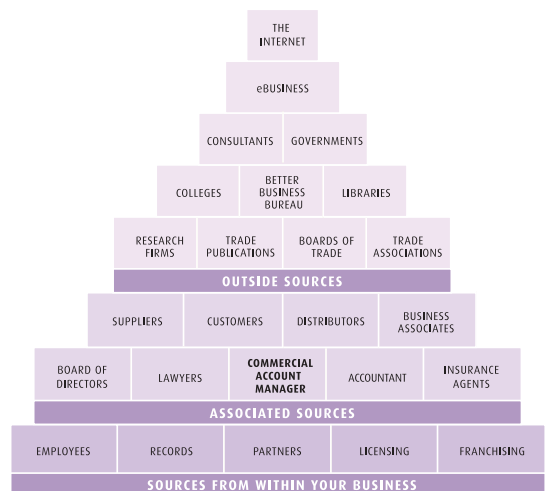 THE
INTERNET
eBUSINESS
CONSULTANTS
GOVERNMENTS
COLLEGES
BETTER
BUSINESS
BUREAU
LIBRARIES
RESEARCH
FIRMS
TRADE
PUBLICATIONS
BOARDS OF
TRADE
TRADE
ASSOCIATIONS
OUTSIDE SOURCES
SUPPLIERS
CUSTOMERS
DISTRIBUTORS
BUSINESS
ASSOCIATES
BOARD OF
DIRECTORS
LAWYERS
COMMERCIAL
ACCOUNT
MANAGER
ACCOUNTANT
INSURANCE
AGENTS
ASSOCIATED SOURCES
EMPLOYEES
RECORDS
PARTNERS
LICENSING
FRANCHISING
SOURCES FROM WITHIN YOUR BUSINESS